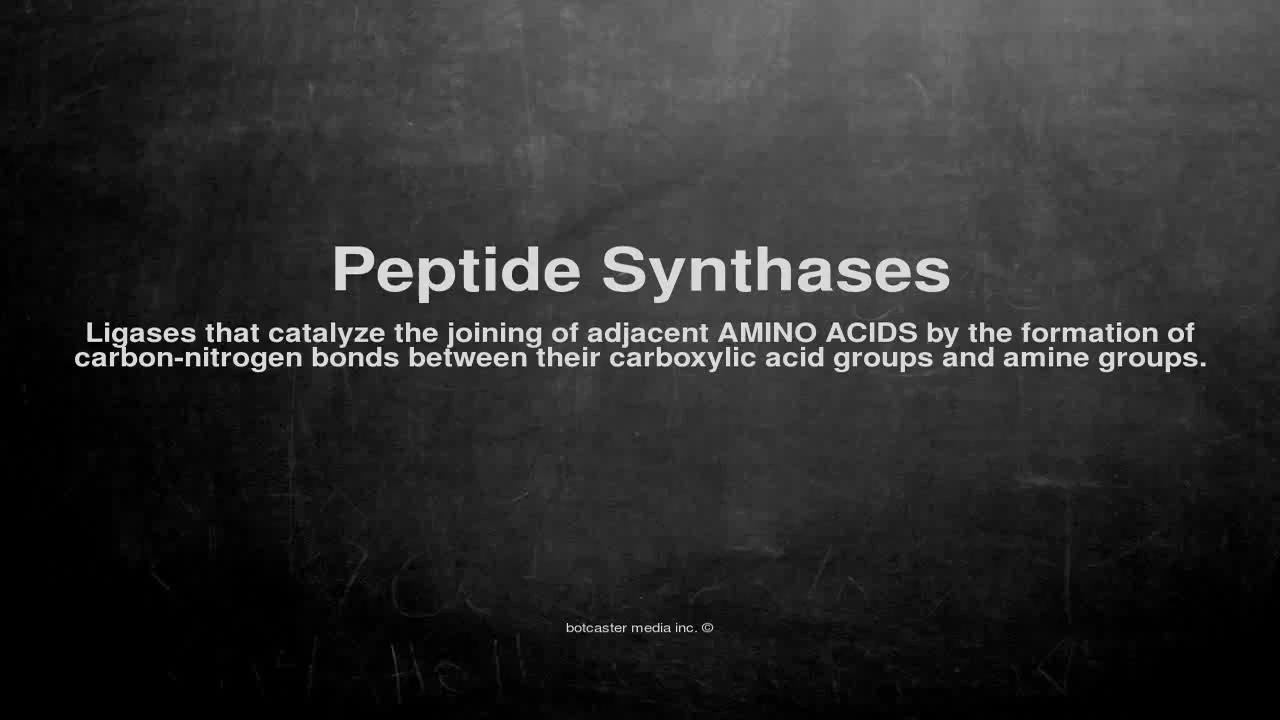 Peptide Synthases
Ligases that catalyze the joining of adjacent AMINO ACIDS by the formation of
carbon-nitrogen bonds between their carboxylic acid groups and amine groups.
botcaster media inc. ©